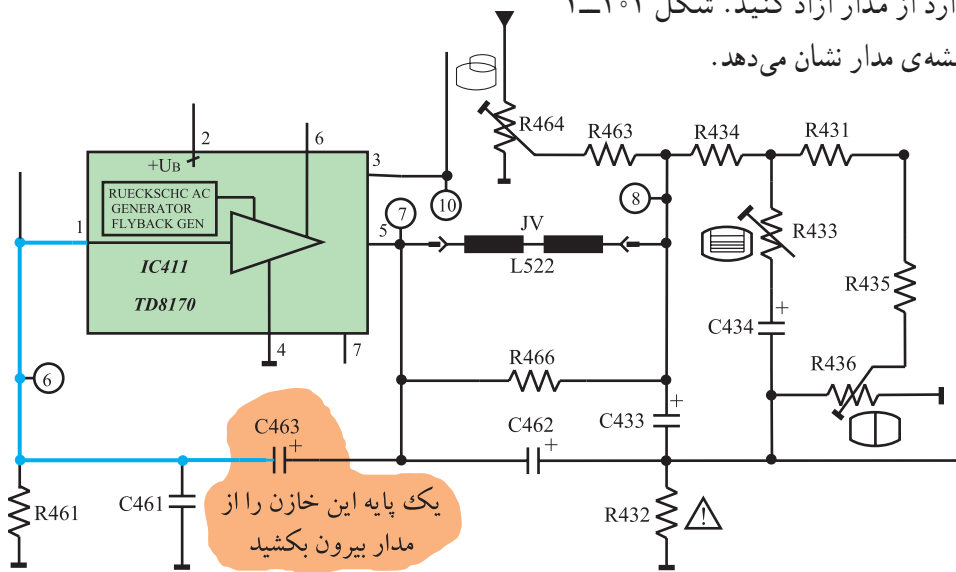 ارد از مدار آزاد کنید. شکل ۲۰۱–۲
شه‌ی مدار نشان می‌دهد.
2
6
+UB
3
R464
R463
R434
R431
RUECKSCHC AC
GENERATOR
FLYBACK GEN
10
7
8
1
5
JV
R433
IC411
L522
TD8170
R435
C434
+
4
7
R466
R436
6
C463
+
C462
+
C433
+
R461
C461
یک پایه این خازن را از
مدار بیرون بکشید
R432
!